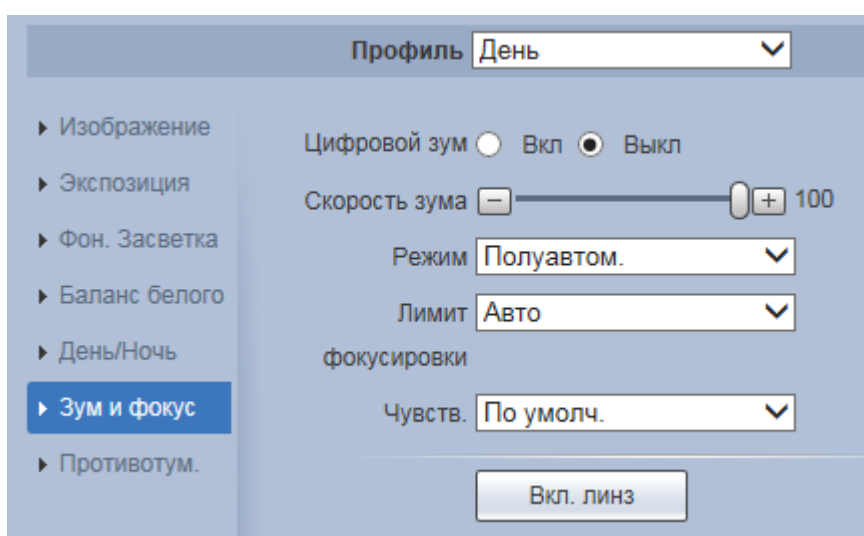 Профиль День
Изображение
Экспозиция
Фон. Засветка
Баланс белого
День/Ночь
Зум и фокус
Противотум.
Цифровой зум Вкл Выкл
Скорость зума 100
Режим Полуавтом.
Лимит фокусировки Авто
Чувств. По умолч.
Вкл. линз